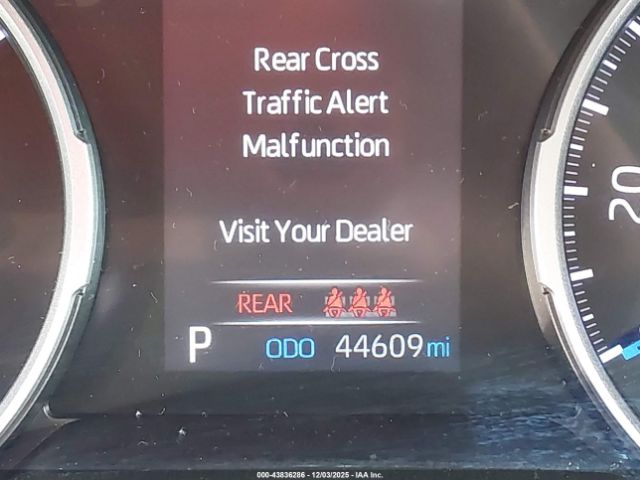 Rear Cross
Traffic Alert
Malfunction
Visit Your Dealer
REAR
P ODO 44609 mi
20
000-43836286 - 12/03/2025 - IAA Inc.